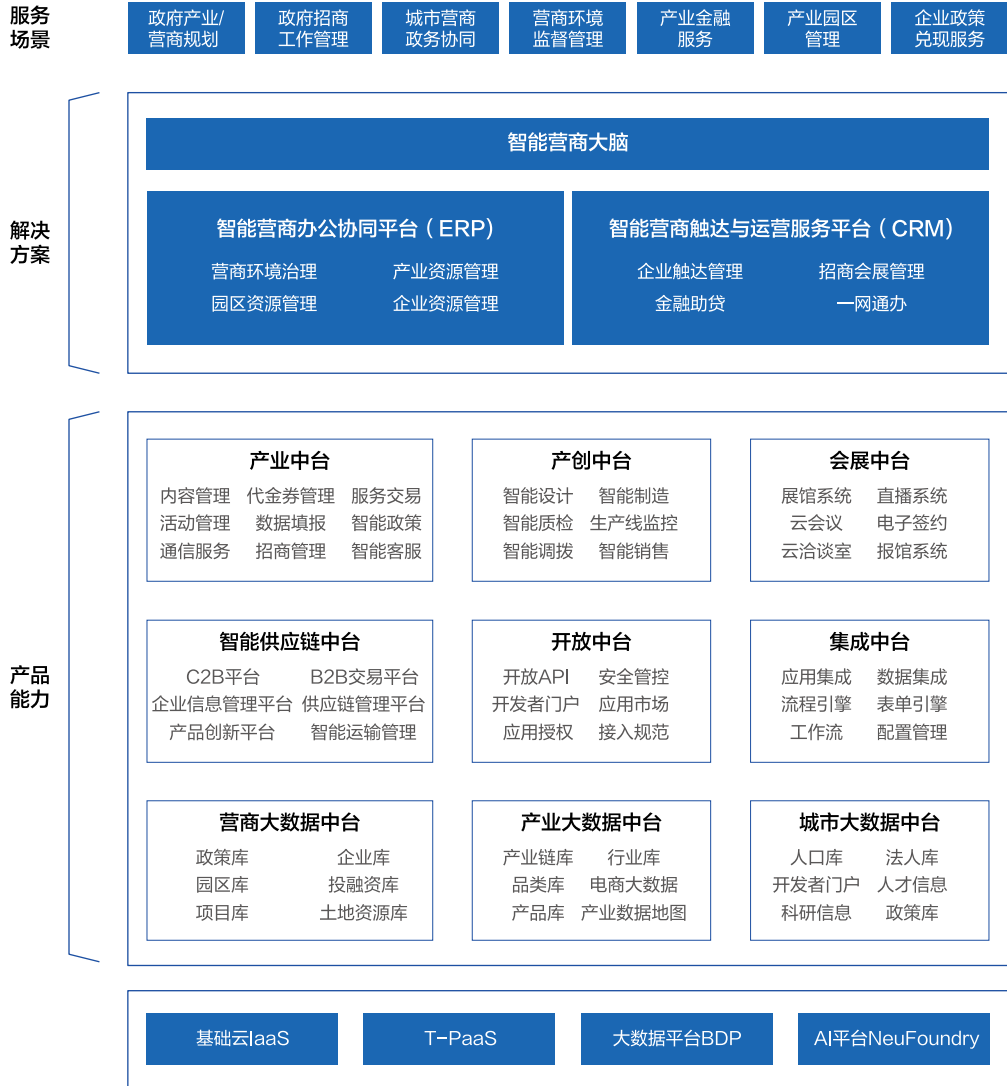 服务
场景
政府产业/
营商规划
政府招商
工作管理
城市营商
政务协同
营商环境
监督管理
产业金融
服务
产业园区
管理
企业政策
兑现服务
解决
方案
智能营商大脑
智能营商办公协同平台（ERP）
营商环境治理 产业资源管理
园区资源管理 企业资源管理
智能营商触达与运营服务平台（CRM）
企业触达管理 招商会展管理
金融助贷 一网通办
产品
能力
产业中台
内容管理 代金券管理 服务交易
活动管理 数据填报 智能政策
通信服务 招商管理 智能客服
产创中台
智能设计 智能制造
智能质检 生产线监控
智能调拨 智能销售
会展中台
展馆系统 直播系统
云会议 电子签约
云洽谈室 报馆系统
智能供应链中台
C2B平台 B2B交易平台
企业信息管理平台 供应链管理平台
产品创新平台 智能运输管理
开放中台
开放API 安全管控
开发者门户 应用市场
应用授权 接入规范
集成中台
应用集成 数据集成
流程引擎 表单引擎
工作流 配置管理
营商大数据中台
政策库 企业库
园区库 投融资库
项目库 土地资源库
产业大数据中台
产业链库 行业库
品类库 电商大数据
产品库 产业数据地图
城市大数据中台
人口库 法人库
开发者门户 人才信息
科研信息 政策库
基础云IaaS
T-PaaS
大数据平台BDP
AI平台NeuFoundry